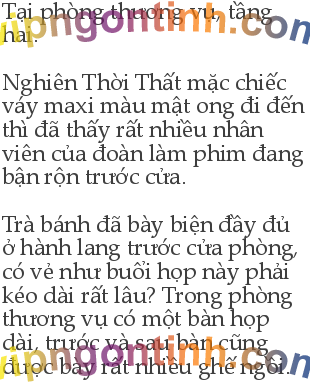 Tại phòng thương vụ, tầng
hai.
vipngontinh.com
Nghiên Thời Thất mặc chiếc
váy maxi màu mật ong đi đến
thì đã thấy rất nhiều nhân
viên của đoàn làm phim đang
bận rộn trước cửa.
Trà bánh đã bày biện đầy đủ
ở hành lang trước cửa phòng,
có vẻ như buổi họp này phải
kéo dài rất lâu? Trong phòng
thương vụ có một bàn họp
dài, trước và sau bàn cũng
được bày rất nhiều ghế ngồi.
vipngontinh.com